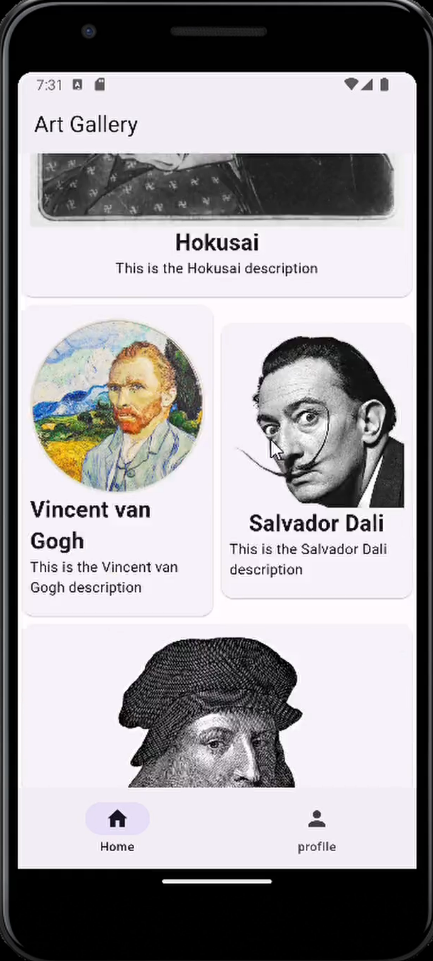 7:31
Art Gallery
Hokusai
This is the Hokusai description
Vincent van
Gogh
This is the Vincent van
Gogh description
Salvador Dali
This is the Salvador Dali
description
Home
profile